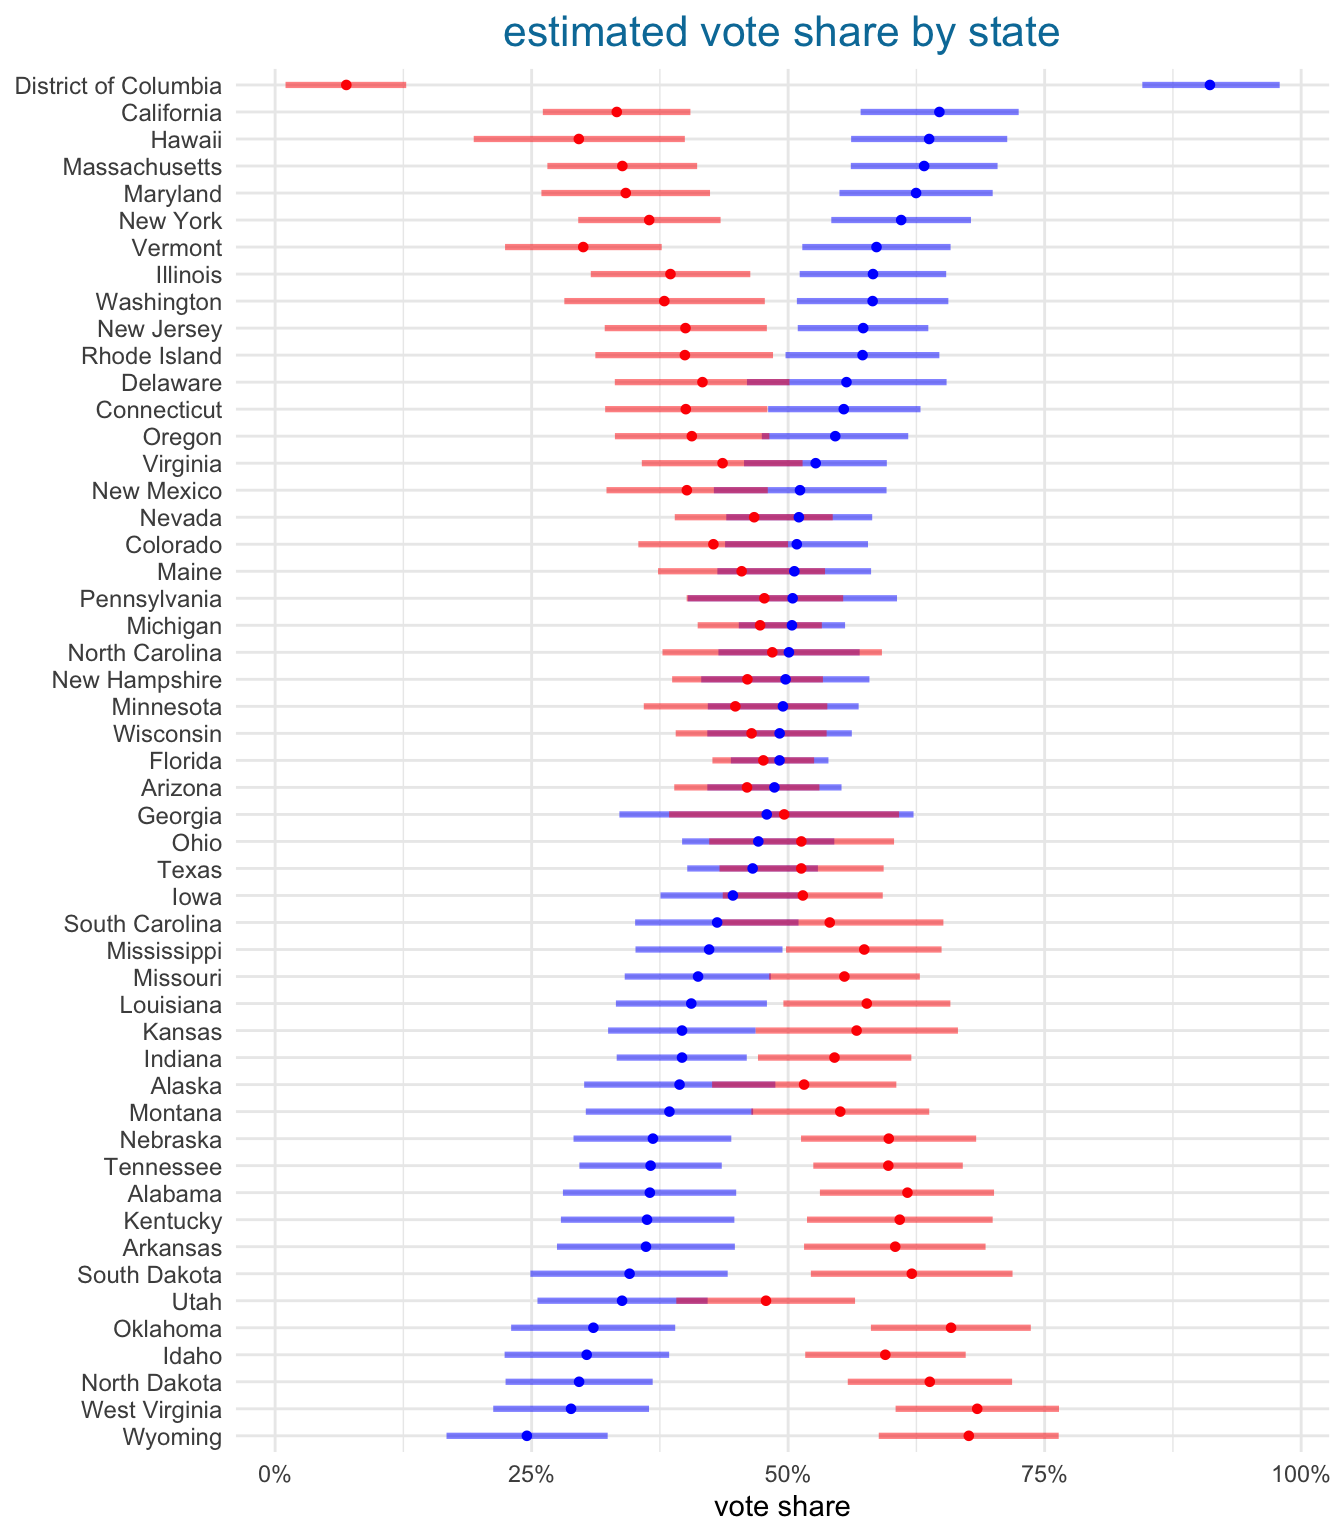 estimated vote share by state
District of Columbia
California
Hawaii
Massachusetts
Maryland
New York
Vermont
Illinois
Washington
New Jersey
Rhode Island
Delaware
Connecticut
Oregon
Virginia
New Mexico
Nevada
Colorado
Maine
Pennsylvania
Michigan
North Carolina
New Hampshire
Minnesota
Wisconsin
Florida
Arizona
Georgia
Ohio
Texas
Iowa
South Carolina
Mississippi
Missouri
Louisiana
Kansas
Indiana
Alaska
Montana
Nebraska
Tennessee
Alabama
Kentucky
Arkansas
South Dakota
Utah
Oklahoma
Idaho
North Dakota
West Virginia
Wyoming
0% 25% 50% 75% 100%
vote share